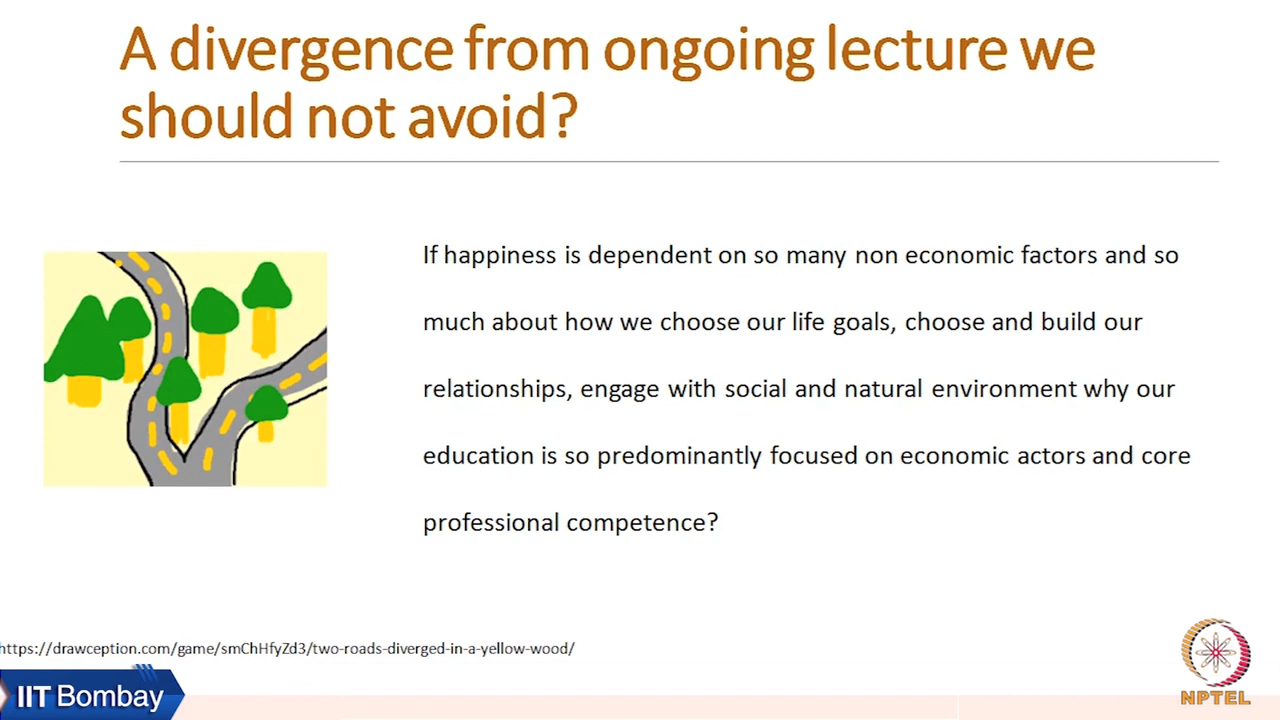 A divergence from ongoing lecture we
should not avoid?
If happiness is dependent on so many non economic factors and so
much about how we choose our life goals, choose and build our
relationships, engage with social and natural environment why our
education is so predominantly focused on economic actors and core
professional competence?
https://drawception.com/game/smChHfyZd3/two-roads-diverged-in-a-yellow-wood/
IIT Bombay
NPTEL